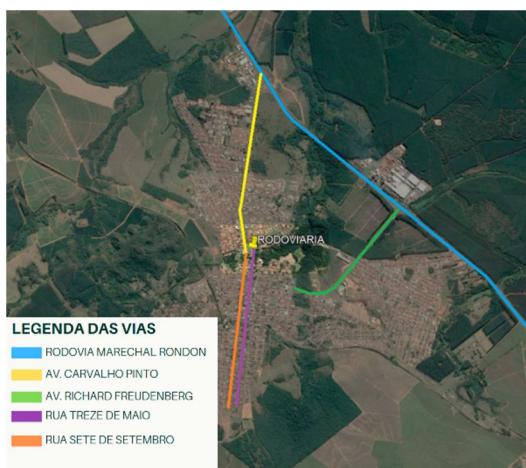 RODOVIARIA
LEGENDA DAS VIAS
RODOVIA MARECHAL RONDON
AV. CARVALHO PINTO
AV. RICHARD FREUDENBERG
RUA TREZE DE MAIO
RUA SETE DE SETEMBRO